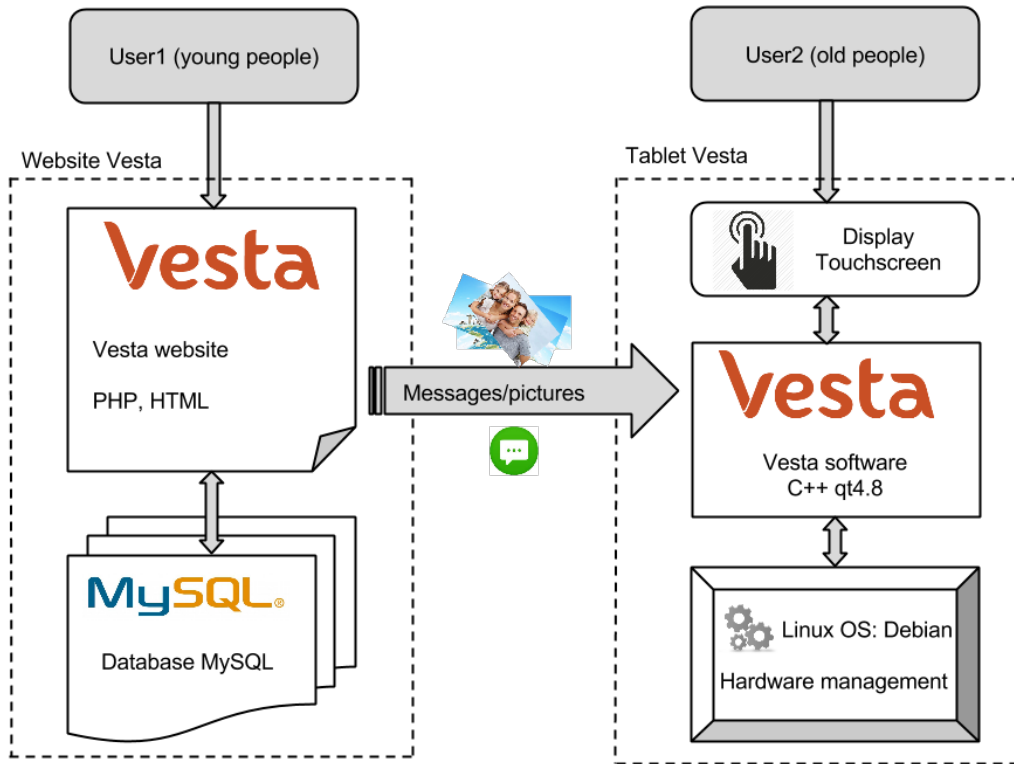 User1 (young people)
User2 (old people)
Website Vesta
Vesta
Vesta website
PHP, HTML
MySQL®
Database MySQL
Messages/pictures
Tablet Vesta
Display
Touchscreen
Vesta
Vesta software
C++ qt4.8
Linux OS: Debian
Hardware management